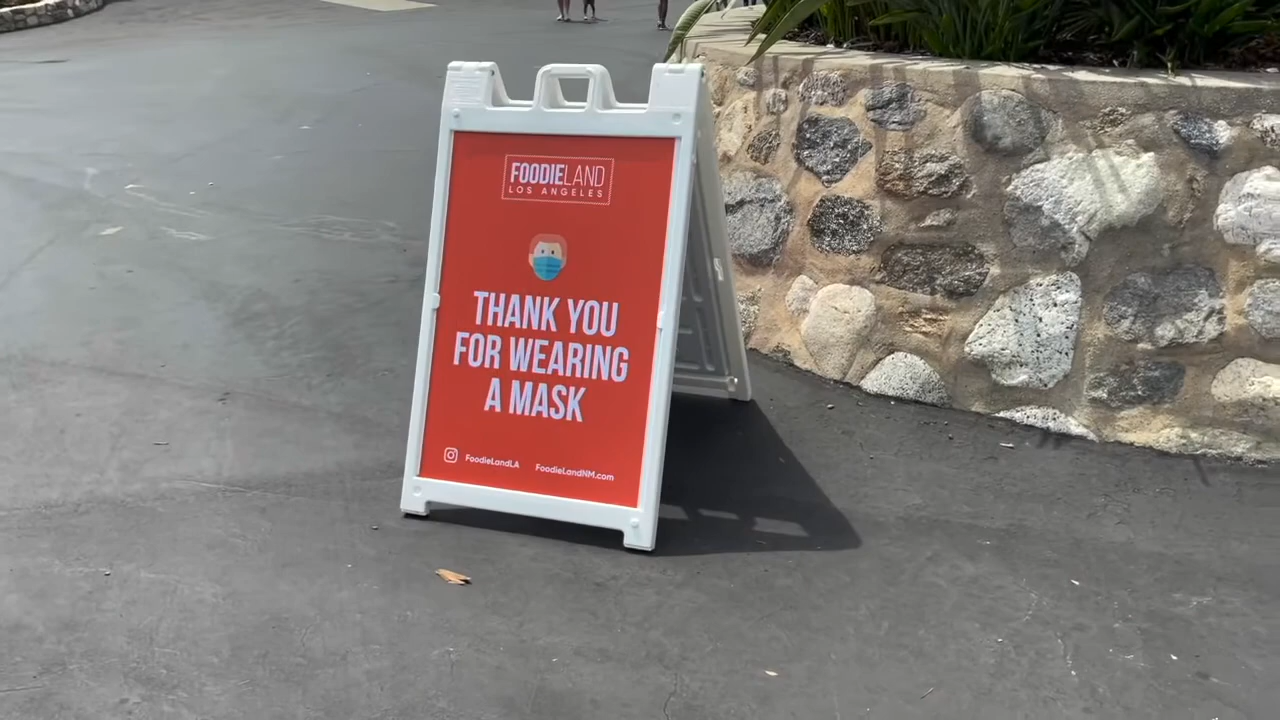 FOODIELAND
LOS ANGELES
THANK YOU
FOR WEARING
A MASK
FoodieLandLA FoodieLandNM.com